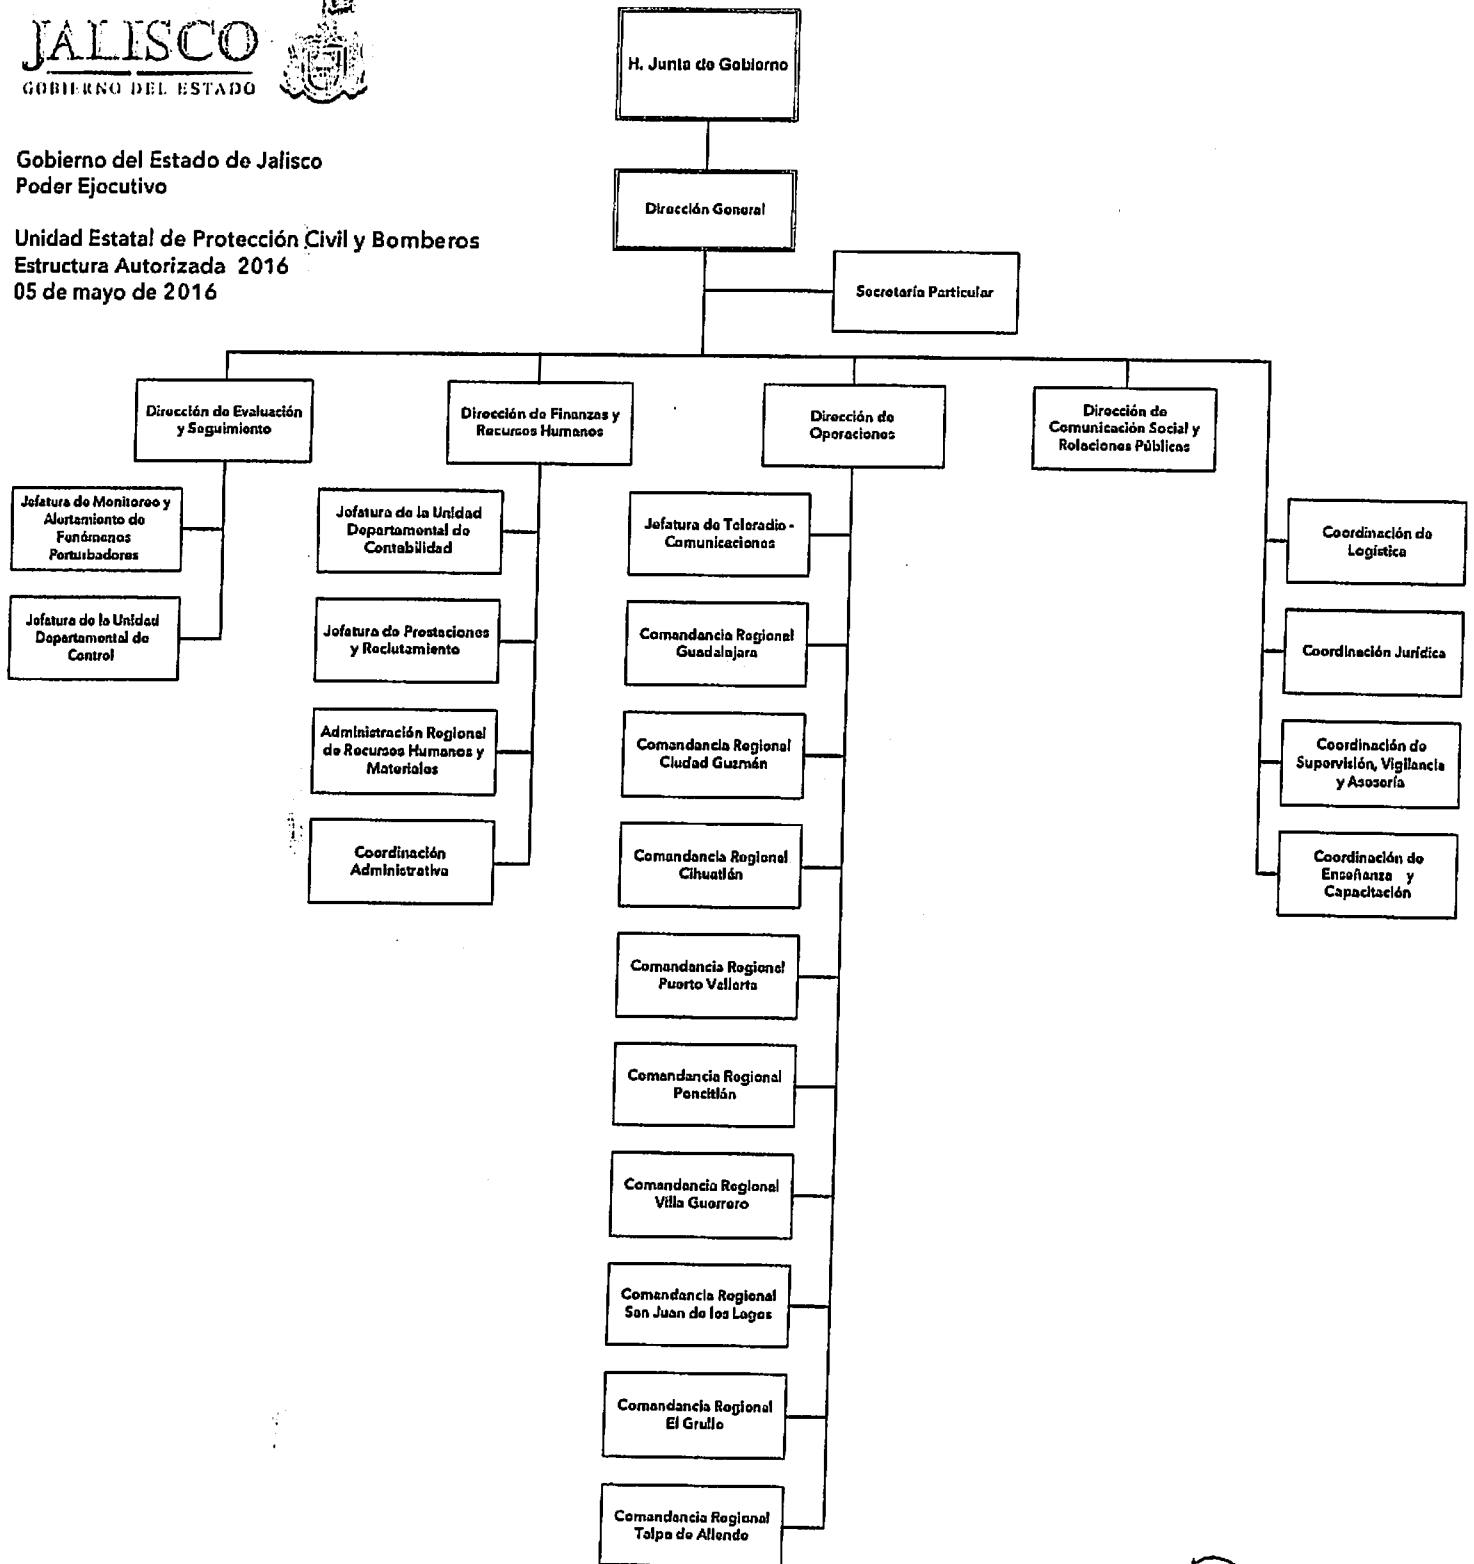 JALISCO
GOBIERNO DEL ESTADO
Gobierno del Estado de Jalisco
Poder Ejecutivo
Unidad Estatal de Protección Civil y Bomberos
Estructura Autorizada 2016
05 de mayo de 2016
H. Junta de Gobierno
Dirección General
Secretaría Particular
Dirección de Evaluación
y Seguimiento
Dirección de Finanzas y
Recursos Humanos
Dirección de
Operaciones
Dirección de
Comunicación Social y
Relaciones Públicas
Jefatura de Monitoreo y
Alertamiento de
Fenómenos
Perturbadores
Jefatura de la Unidad
Departamental de
Control
Jefatura de la Unidad
Departamental de
Contabilidad
Jefatura de Prestaciones
y Reclutamiento
Administración Regional
de Recursos Humanos y
Materiales
Coordinación
Administrativa
Jefatura de Teleradio -
Comunicaciones
Comandancia Regional
Guadalajara
Comandancia Regional
Ciudad Guzmán
Comandancia Regional
Cihuatlán
Comandancia Regional
Puerto Vallarta
Comandancia Regional
Poncitlán
Comandancia Regional
Villa Guerrero
Comandancia Regional
San Juan de los Lagos
Comandancia Regional
El Grullo
Comandancia Regional
Talpa de Allende
Coordinación de
Logística
Coordinación Jurídica
Coordinación de
Supervisión, Vigilancia
y Asesoría
Coordinación de
Enseñanza y
Capacitación